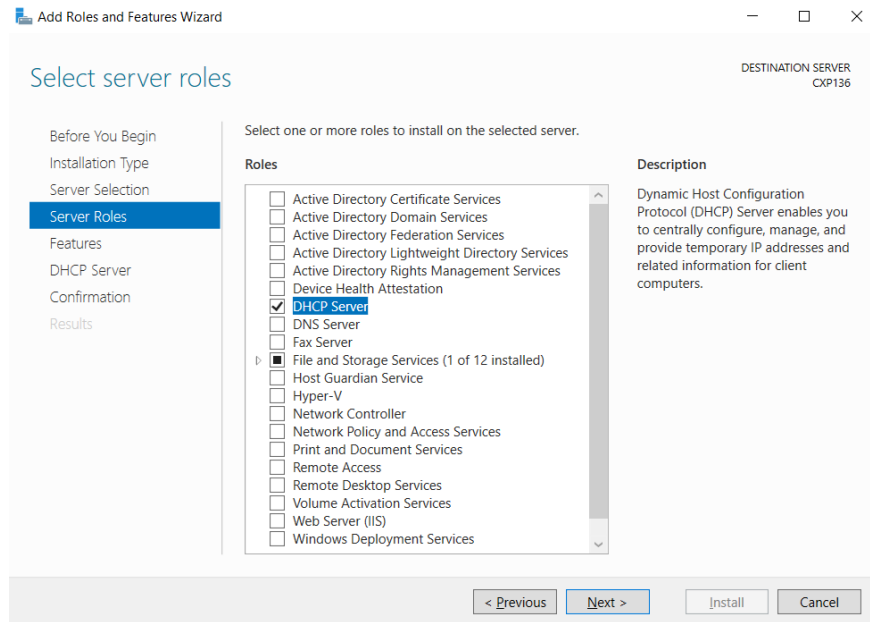 Add Roles and Features Wizard
Select server roles
DESTINATION SERVER
CXP136
Before You Begin
Installation Type
Server Selection
Server Roles
Features
DHCP Server
Confirmation
Results
Select one or more roles to install on the selected server.
Roles
Active Directory Certificate Services
Active Directory Domain Services
Active Directory Federation Services
Active Directory Lightweight Directory Services
Active Directory Rights Management Services
Device Health Attestation
DHCP Server
DNS Server
Fax Server
File and Storage Services (1 of 12 installed)
Host Guardian Service
Hyper-V
Network Controller
Network Policy and Access Services
Print and Document Services
Remote Access
Remote Desktop Services
Volume Activation Services
Web Server (IIS)
Windows Deployment Services
Description
Dynamic Host Configuration
Protocol (DHCP) Server enables you
to centrally configure, manage, and
provide temporary IP addresses and
related information for client
computers.
< Previous
Next >
Install
Cancel